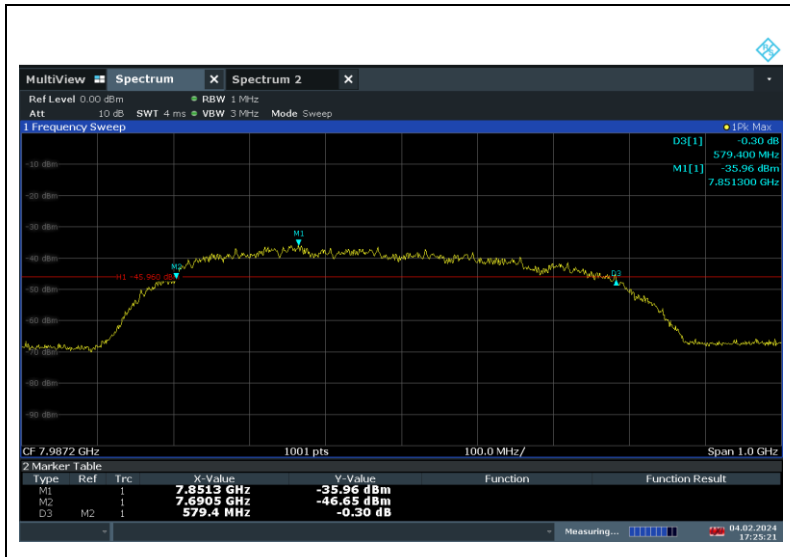 MultiView Spectrum X Spectrum 2 X
Ref Level 0.00 dBm RBW 1 MHz
Att 10 dB SWT 4 ms VBW 3 MHz Mode Sweep
1 Frequency Sweep 1Pk Max
D3[1] -0.30 dB
579.400 MHz
M1[1] -35.96 dBm
7.851300 GHz
-10 dBm
-20 dBm
-30 dBm
M1
M2
D3
H1 -45.960 dBm
-50 dBm
-60 dBm
-70 dBm
-80 dBm
-90 dBm
CF 7.9872 GHz 1001 pts 100.0 MHz/ Span 1.0 GHz
2 Marker Table
Type Ref Trc X-Value Y-Value Function Function Result
M1 1 7.8513 GHz -35.96 dBm
M2 1 7.6905 GHz -46.65 dBm
D3 M2 1 579.4 MHz -0.30 dB
Measuring... 04.02.2024
17:25:21